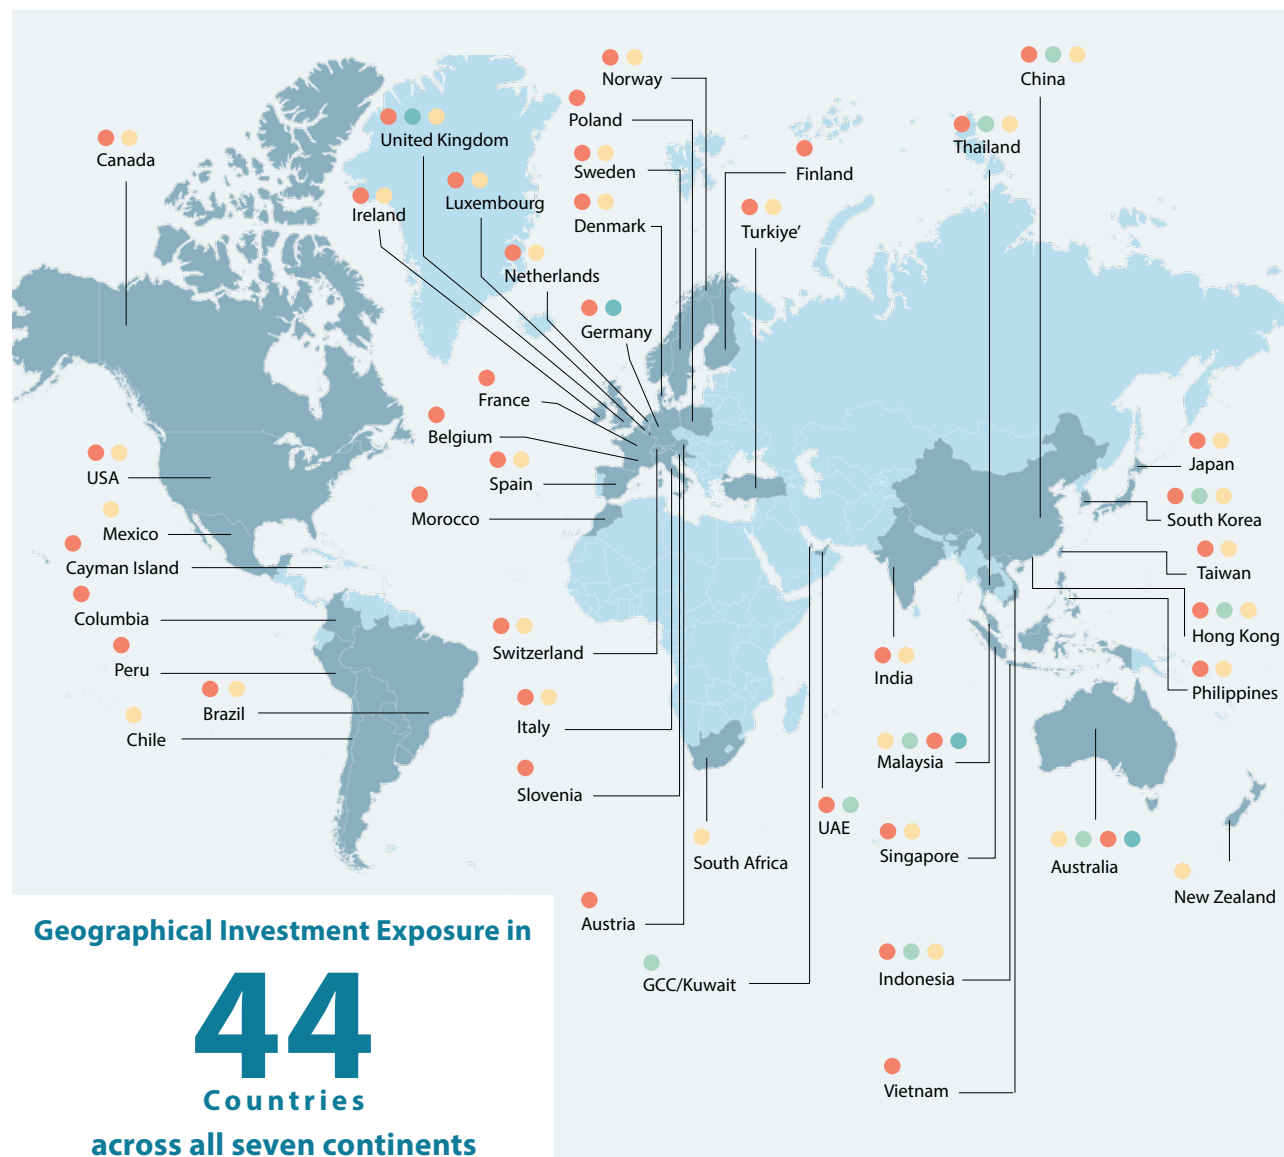 Norway
China
Poland
Canada
United Kingdom
Thailand
Sweden
Finland
Luxembourg
Ireland
Denmark
Turkiye'
Netherlands
Germany
France
Belgium
Japan
USA
Spain
Morocco
South Korea
Mexico
Cayman Island
Taiwan
Columbia
Hong Kong
Switzerland
Peru
India
Philippines
Brazil
Italy
Chile
Malaysia
Slovenia
UAE
Singapore
South Africa
Australia
New Zealand
Austria
Geographical Investment Exposure in
44
Countries
across all seven continents
GCC/Kuwait
Indonesia
Vietnam